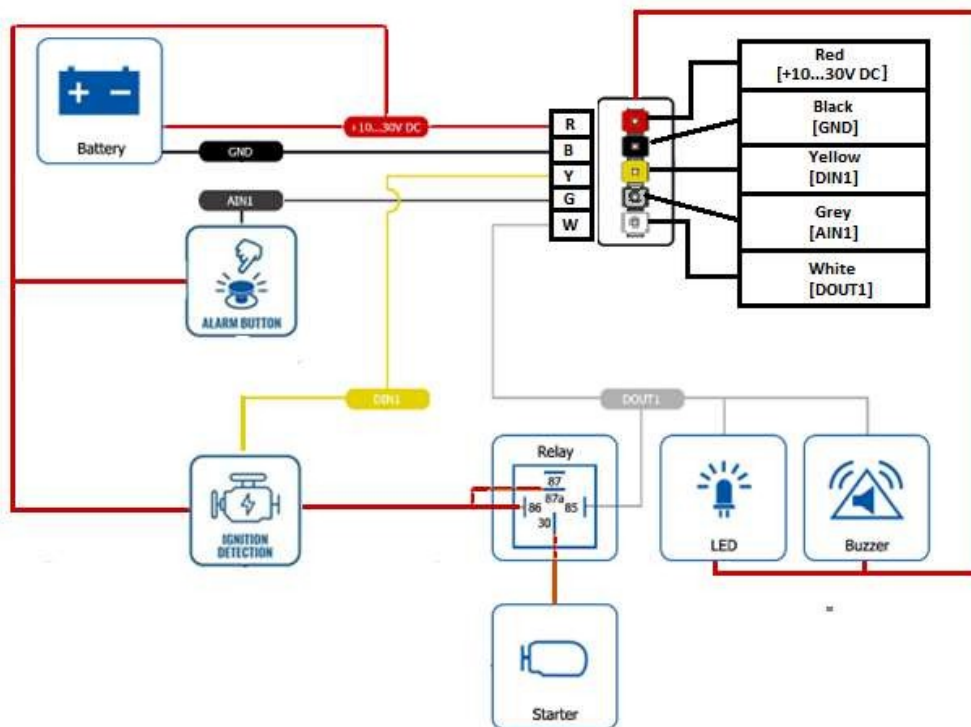 Red
[+10...30V DC]
Black
[GND]
Yellow
[DIN1]
Grey
[AIN1]
White
[DOUT1]
+10...30V DC
R
GND
B
Y
AIN1
G
W
Battery
ALARM BUTTON
DIN1
DOUT1
Relay
87
87a
86
85
30
IGNITION
DETECTION
LED
Buzzer
Starter